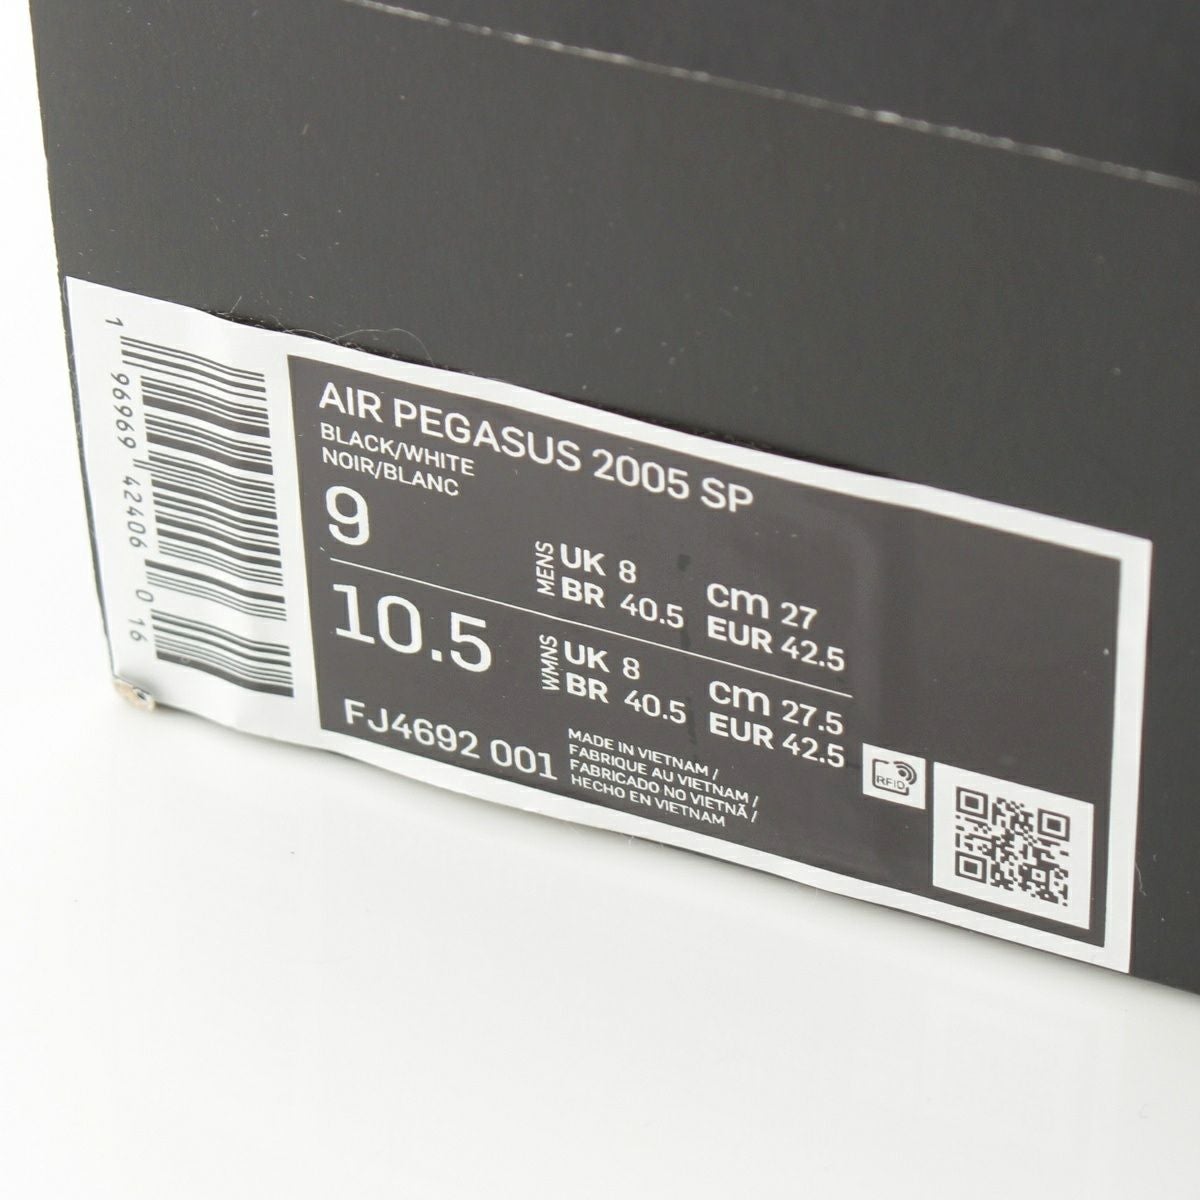 1 96969 42406 0 16
AIR PEGASUS 2005 SP
BLACK/WHITE
NOIR/BLANC
9
MENS
UK 8
BR 40.5
cm 27
EUR 42.5
10.5
WMNS
UK 8
BR 40.5
cm 27.5
EUR 42.5
FJ4692 001
MADE IN VIETNAM /
FABRIQUE AU VIETNAM /
FABRICADO NO VIETNÃ /
HECHO EN VIETNAM
RFID